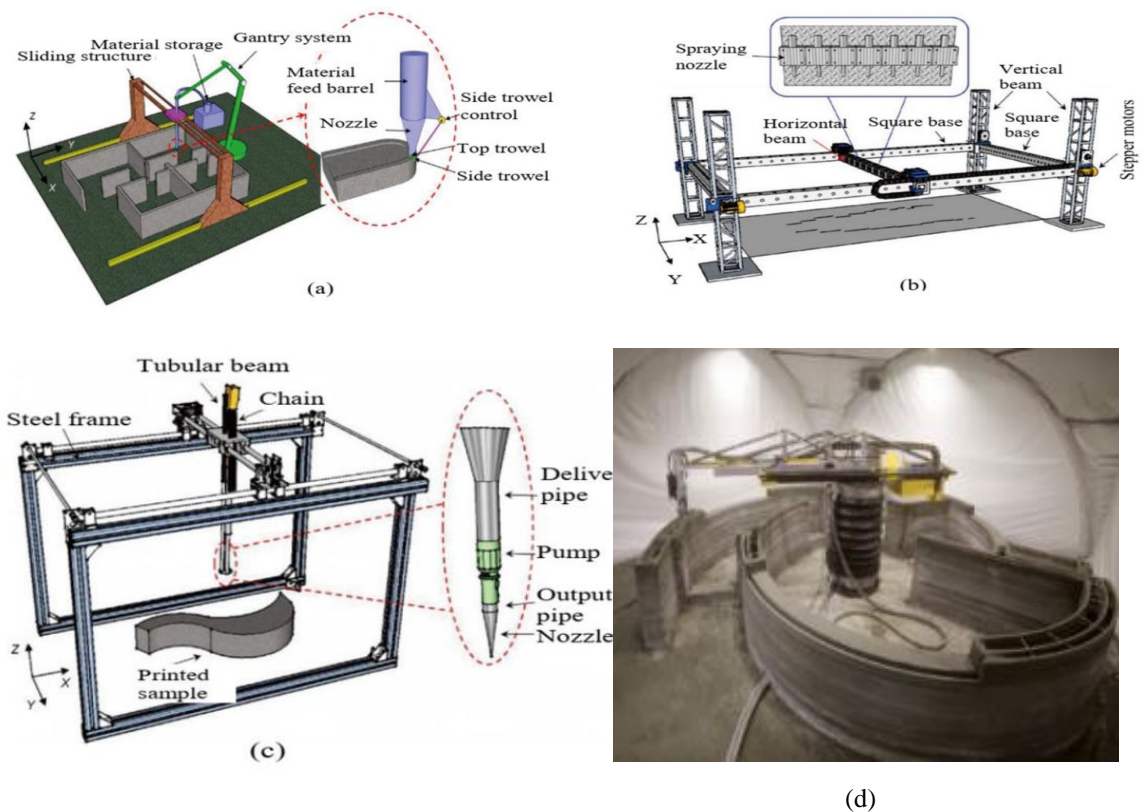 Gantry system
Material storage
Sliding structure
Material
feed barrel
Side trowel
control
Nozzle
Top trowel
Side trowel
Z
Y
X
(a)
Spraying
nozzle
Vertical
beam
Horizontal
beam
Square base
Square
base
Stepper motors
Z
X
Y
(b)
Tubular beam
Chain
Steel frame
Delive
pipe
Pump
Output
pipe
Nozzle
Printed
sample
Z
X
Y
(c)
(d)